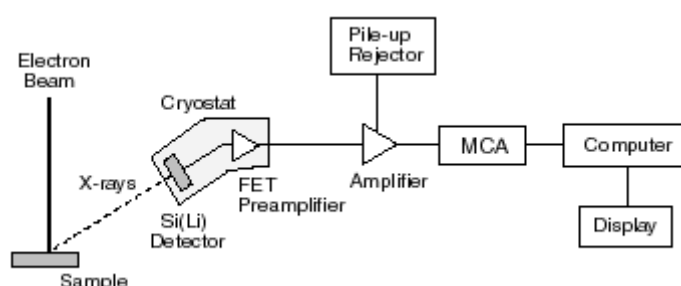 Electron
Beam
Pile-up
Rejector
Cryostat
X-rays
MCA
Computer
FET
Preamplifier
Amplifier
Si(Li)
Detector
Display
Sample